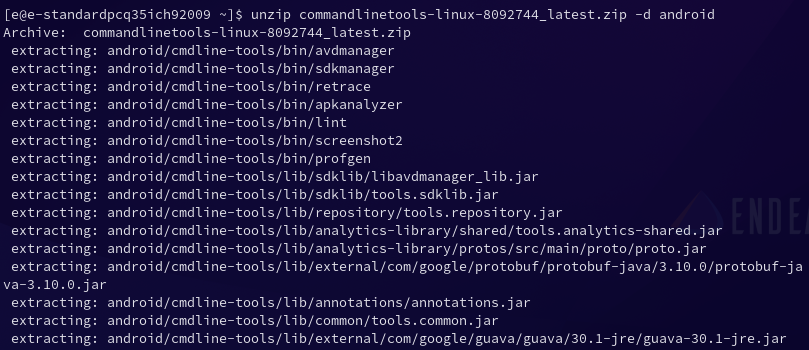 [e@e-standardpcq35ich92009 ~]$ unzip commandlinetools-linux-8092744_latest.zip -d android
Archive:  commandlinetools-linux-8092744_latest.zip
 extracting: android/cmdline-tools/bin/avdmanager
 extracting: android/cmdline-tools/bin/sdkmanager
 extracting: android/cmdline-tools/bin/retrace
 extracting: android/cmdline-tools/bin/apkanalyzer
 extracting: android/cmdline-tools/bin/lint
 extracting: android/cmdline-tools/bin/screenshot2
 extracting: android/cmdline-tools/bin/profgen
 extracting: android/cmdline-tools/lib/sdklib/libavdmanager_lib.jar
 extracting: android/cmdline-tools/lib/sdklib/tools.sdklib.jar
 extracting: android/cmdline-tools/lib/repository/tools.repository.jar
 extracting: android/cmdline-tools/lib/analytics-library/shared/tools.analytics-shared.jar
 extracting: android/cmdline-tools/lib/analytics-library/protos/src/main/proto/proto.jar
 extracting: android/cmdline-tools/lib/external/com/google/protobuf/protobuf-java/3.10.0/protobuf-ja
va-3.10.0.jar
 extracting: android/cmdline-tools/lib/annotations/annotations.jar
 extracting: android/cmdline-tools/lib/common/tools.common.jar
 extracting: android/cmdline-tools/lib/external/com/google/guava/guava/30.1-jre/guava-30.1-jre.jar
ENDEA